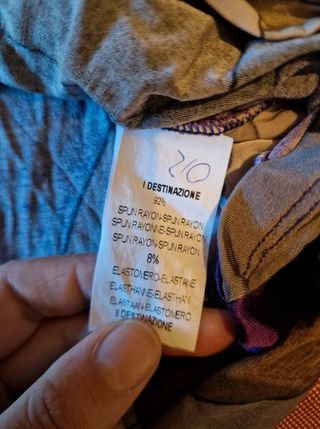 20
I DESTINAZIONE
92%
SPUN RAYON-SPUN RAYON
SPUN RAYONNE-SPUN RAYON
SPUN RAYON-SPUN RAYON
8%
ELASTOMERO-ELASTANE
ELASTHANNE-ELASTHAN
ELASTAAN-ELASTOMERO
II DESTINAZIONE